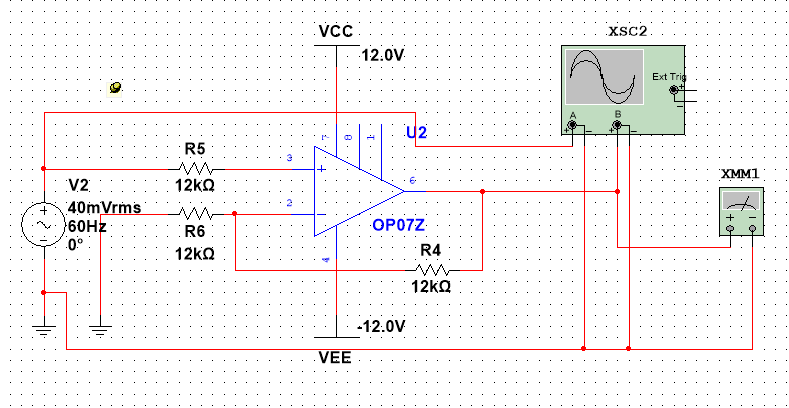 XSC2
VCC
12.0V
Ext Trig
+
−
A
B
+
−
+
−
7
8
1
U2
R5
3
12kΩ
+
6
XMM1
V2
40mVrms
60Hz
0°
+
−
2
−
R6
12kΩ
OP07Z
+
−
R4
12kΩ
4
-12.0V
VEE